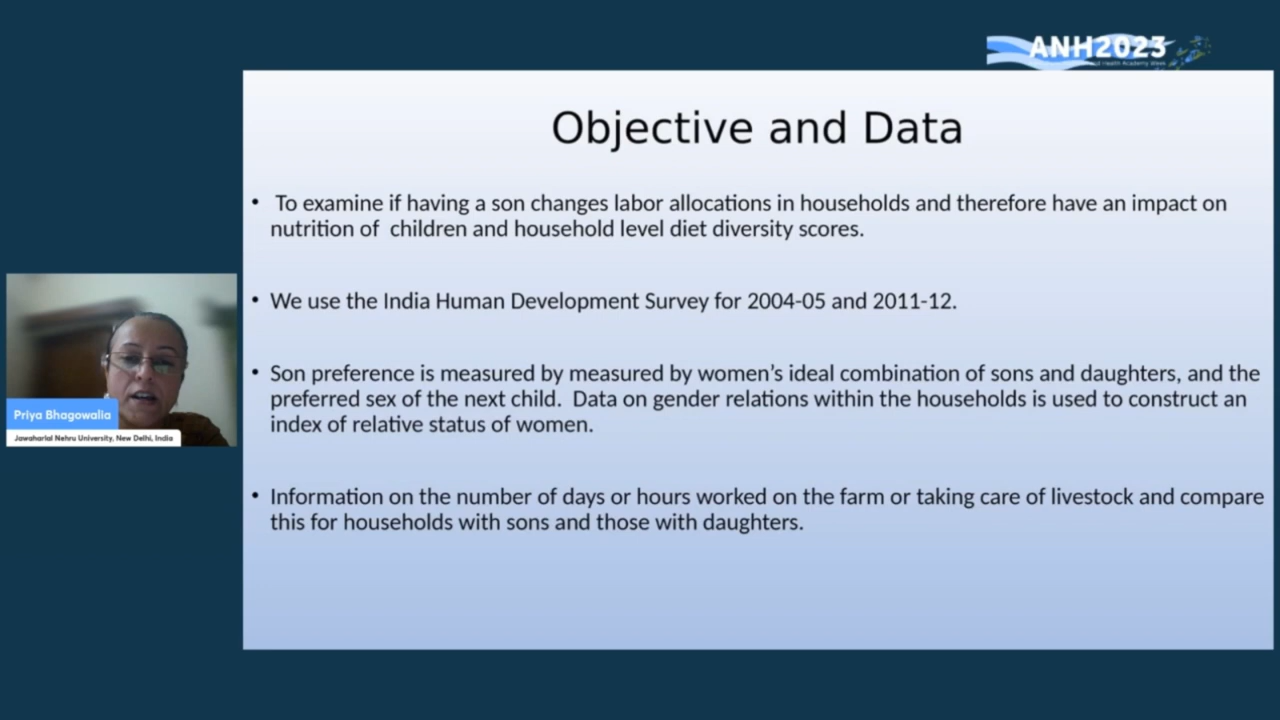 ANH2023
Health Academy Week
Objective and Data
• To examine if having a son changes labor allocations in households and therefore have an impact on
nutrition of children and household level diet diversity scores.
• We use the India Human Development Survey for 2004-05 and 2011-12.
• Son preference is measured by measured by women’s ideal combination of sons and daughters, and the
preferred sex of the next child. Data on gender relations within the households is used to construct an
index of relative status of women.
• Information on the number of days or hours worked on the farm or taking care of livestock and compare
this for households with sons and those with daughters.
Priya Bhagowalia
Jawaharlal Nehru University, New Delhi, India